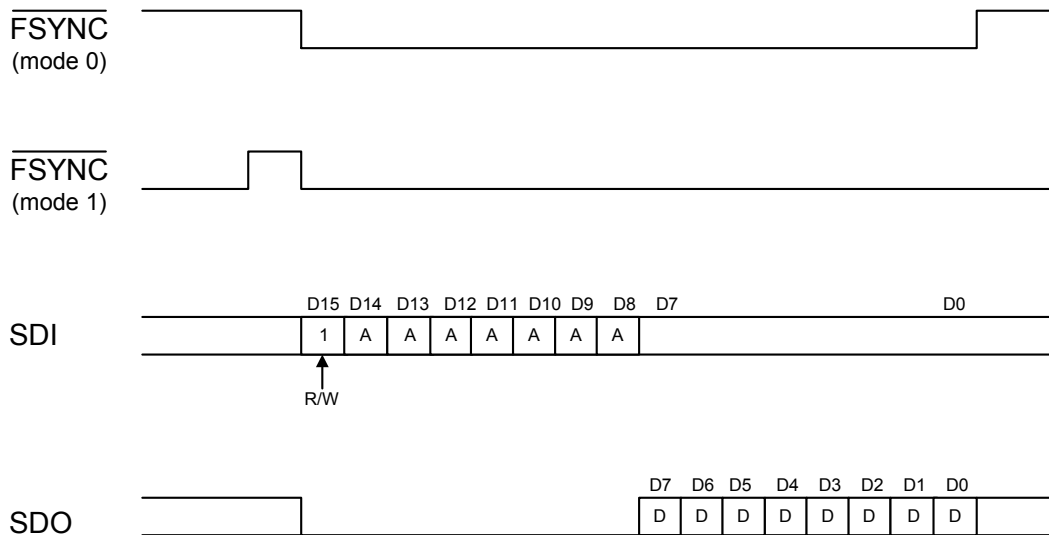 FSYNC
(mode 0)
FSYNC
(mode 1)
D15 D14 D13 D12 D11 D10 D9 D8 D7 D0
SDI 1 A A A A A A A
R/W
D7 D6 D5 D4 D3 D2 D1 D0
SDO D D D D D D D D